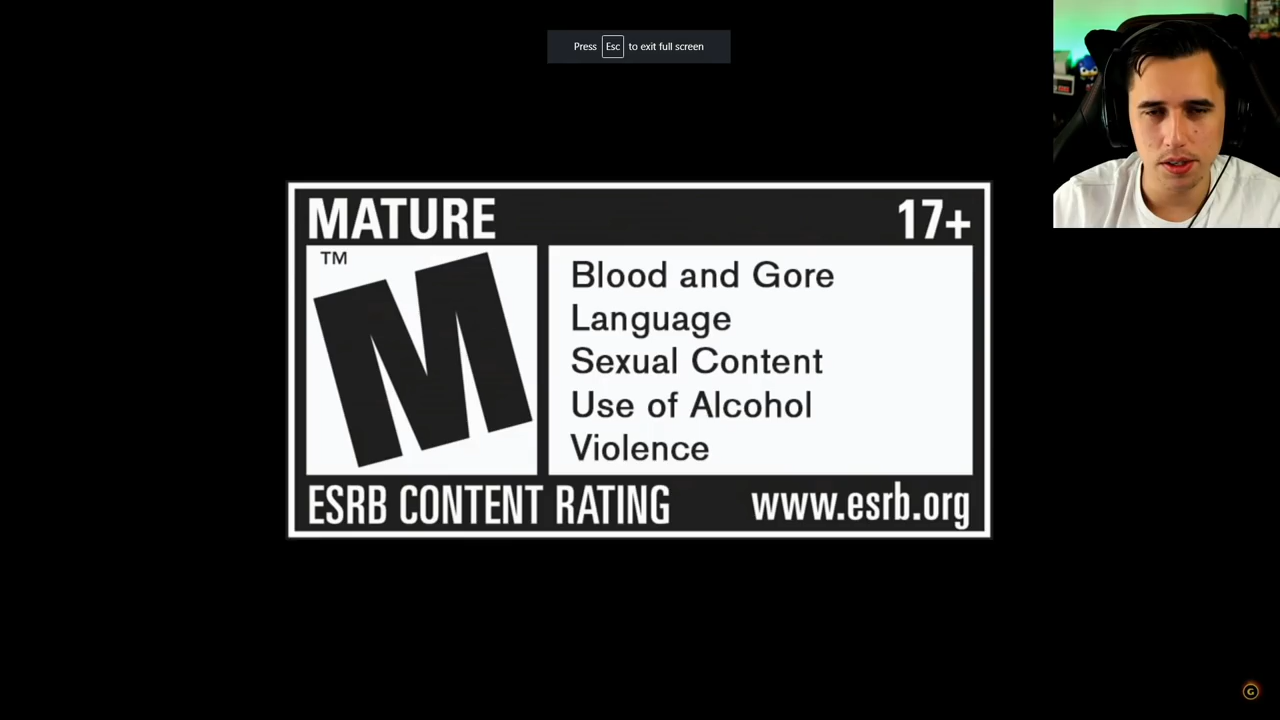 Press Esc to exit full screen
MATURE 17+
TM
M
Blood and Gore
Language
Sexual Content
Use of Alcohol
Violence
ESRB CONTENT RATING www.esrb.org
G